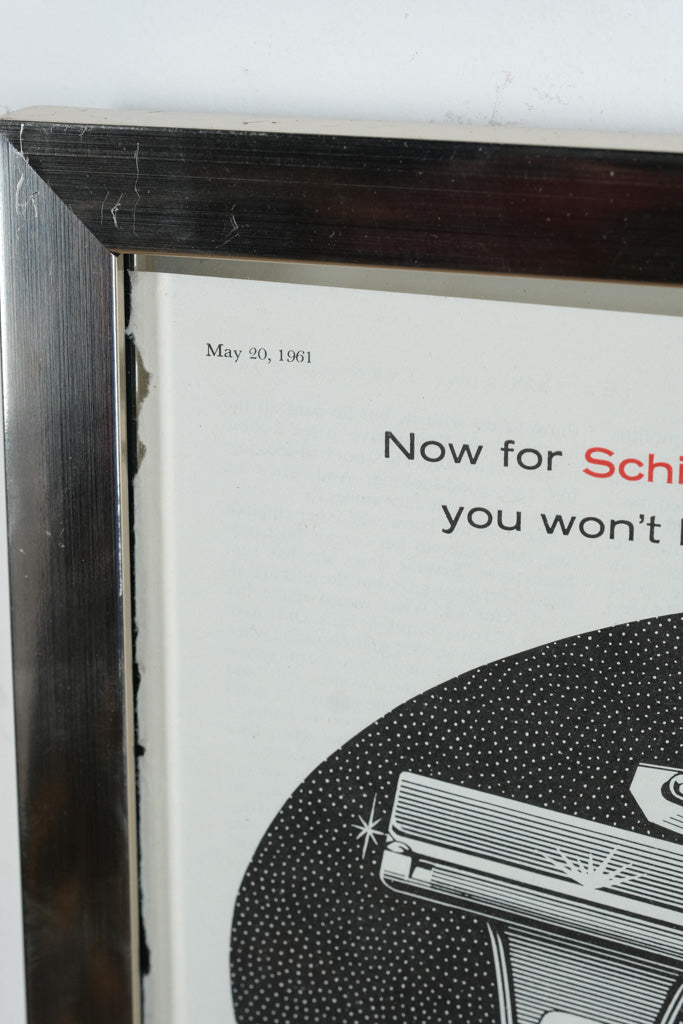 May 20, 1961
Now for Schi
you won't